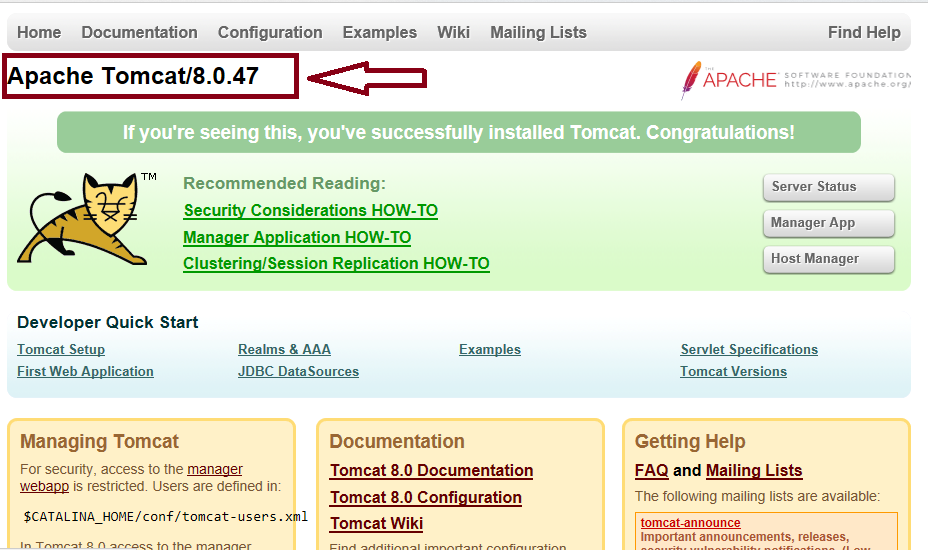 Home Documentation Configuration Examples Wiki Mailing Lists Find Help
Apache Tomcat/8.0.47
THE
APACHE SOFTWARE FOUNDATION
http://www.apache.org/
If you're seeing this, you've successfully installed Tomcat. Congratulations!
TM
Recommended Reading:
Security Considerations HOW-TO
Manager Application HOW-TO
Clustering/Session Replication HOW-TO
Server Status
Manager App
Host Manager
Developer Quick Start
Tomcat Setup
First Web Application
Realms & AAA
JDBC DataSources
Examples
Servlet Specifications
Tomcat Versions
Managing Tomcat
For security, access to the manager
webapp is restricted. Users are defined in:
$CATALINA_HOME/conf/tomcat-users.xml
In Tomcat 8.0 access to the manager
Documentation
Tomcat 8.0 Documentation
Tomcat 8.0 Configuration
Tomcat Wiki
Find additional important configuration
Getting Help
FAQ and Mailing Lists
The following mailing lists are available:
tomcat-announce
Important announcements, releases,
security vulnerability notifications. (Low